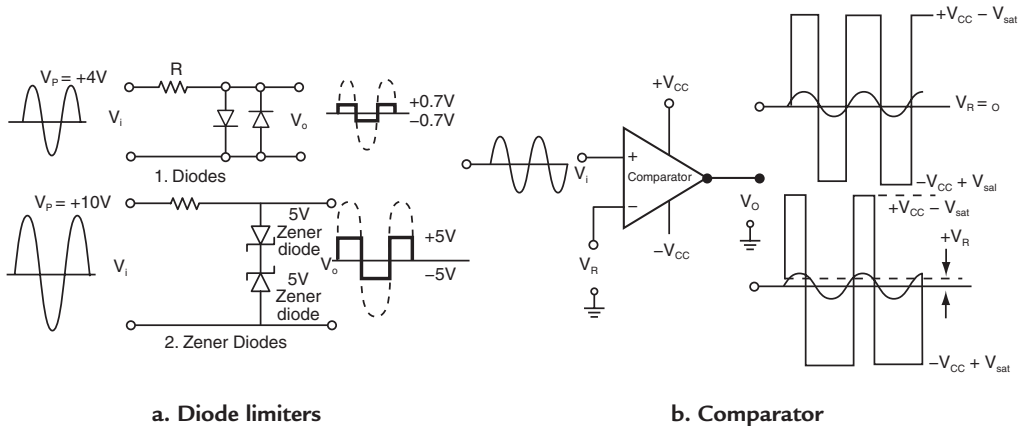 V_P = +4V
R
V_i
V_o
+0.7V
–0.7V
1. Diodes
V_P = +10V
V_i
5V
Zener
diode
5V
Zener
diode
V_o
+5V
–5V
2. Zener Diodes
a. Diode limiters
+V_CC
V_i
+
Comparator
–
V_O
–V_CC
V_R
+V_CC – V_sat
V_R = o
–V_CC + V_sal
+V_CC – V_sat
+V_R
–V_CC + V_sat
b. Comparator